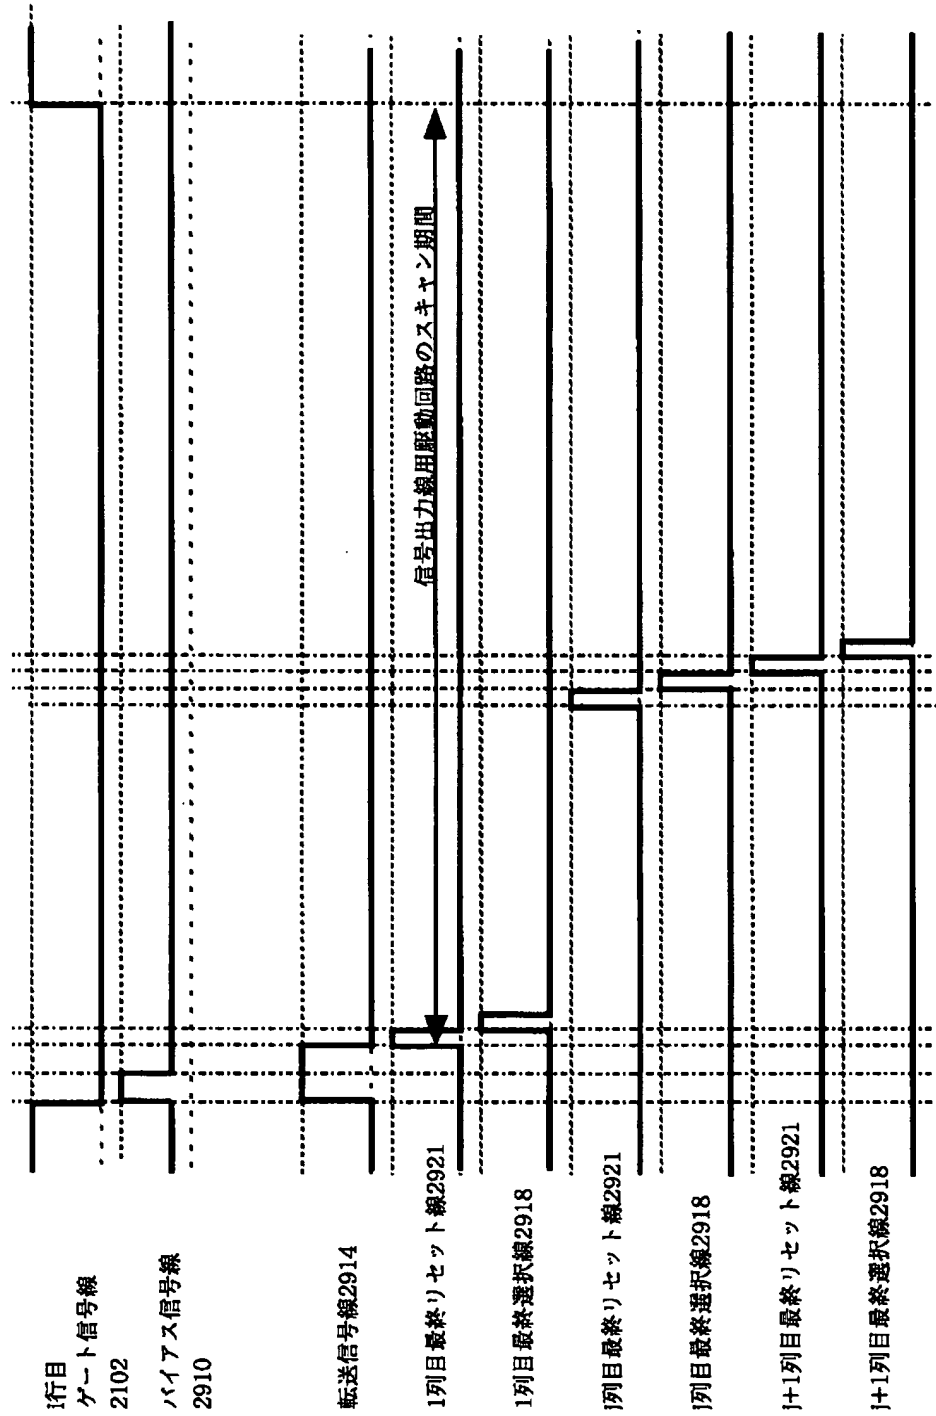 i行目
ゲート信号線
2102
バイアス信号線
2910
転送信号線2914
1列目最終リセット線2921
信号出力線用駆動回路のスキャン期間
1列目最終選択線2918
j列目最終リセット線2921
j列目最終選択線2918
j+1列目最終リセット線2921
j+1列目最終選択線2918